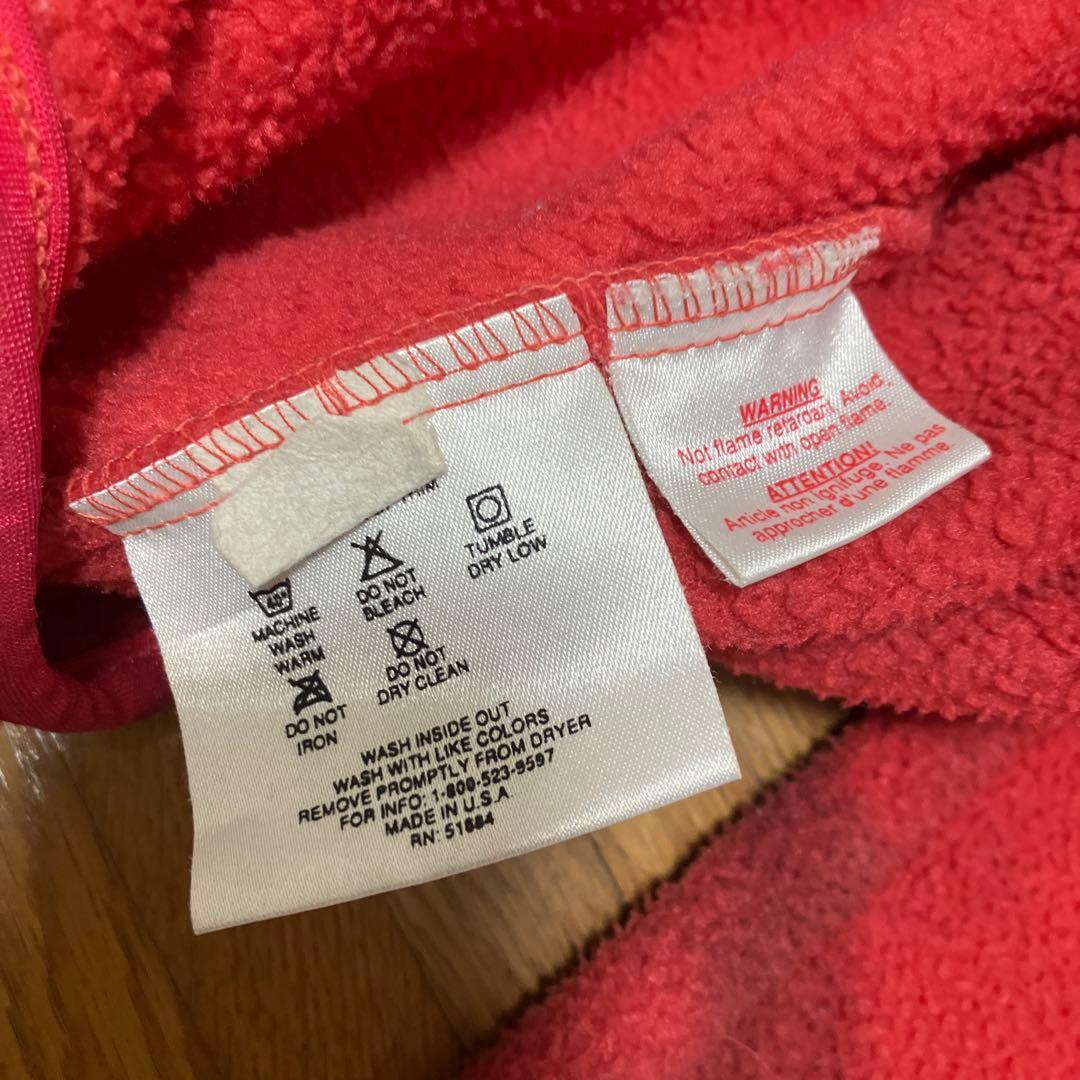 TUMBLE
DRY LOW
DO NOT
BLEACH
MACHINE
WASH
WARM
DO NOT
DRY CLEAN
DO NOT
IRON
WASH INSIDE OUT
WASH WITH LIKE COLORS
REMOVE PROMPTLY FROM DRYER
FOR INFO: 1-800-523-9597
MADE IN U.S.A
RN: 51884
WARNING
Not flame retardant. Avoid
contact with open flame.
ATTENTION!
Article non ignifuge. Ne pas
approcher d'une flamme.